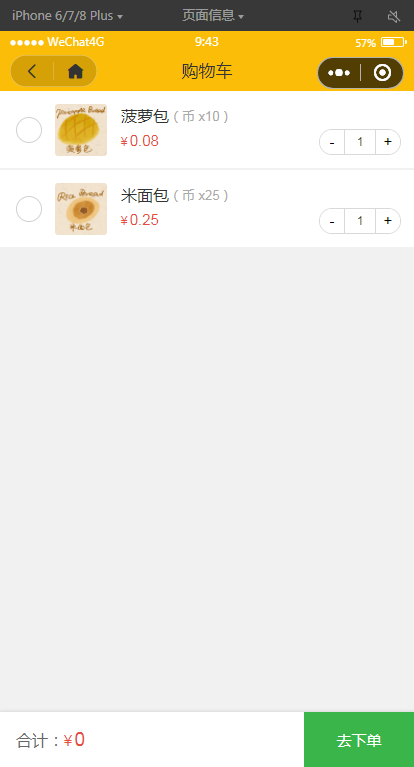 iPhone 6/7/8 Plus 页面信息
WeChat4G 9:43 57%
购物车
Pineapple Bread
菠萝包
菠萝包 ( 币 x10 )
¥0.08
- 1 +
Rice Bread
米面包
米面包 ( 币 x25 )
¥0.25
- 1 +
合计：¥0
去下单